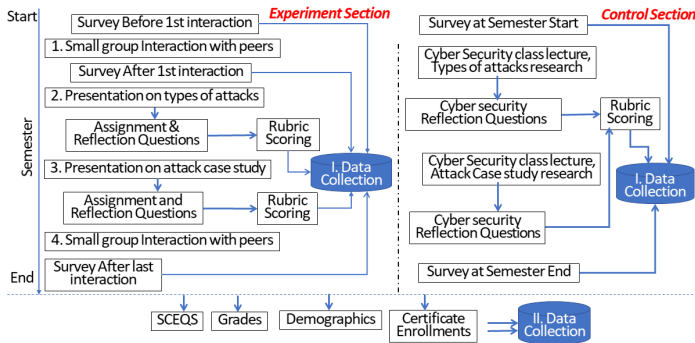 Start
Semester
End
Experiment Section
Survey Before 1st interaction
1. Small group Interaction with peers
Survey After 1st interaction
2. Presentation on types of attacks
Assignment &
Reflection Questions
Rubric
Scoring
I. Data
Collection
3. Presentation on attack case study
Assignment and
Reflection Questions
Rubric
Scoring
4. Small group Interaction with peers
Survey After last
interaction
Control Section
Survey at Semester Start
Cyber Security class lecture,
Types of attacks research
Cyber security
Reflection Questions
Rubric
Scoring
Cyber Security class lecture,
Attack Case study research
I. Data
Collection
Cyber security
Reflection Questions
Survey at Semester End
SCEQS
Grades
Demographics
Certificate
Enrollments
II. Data
Collection